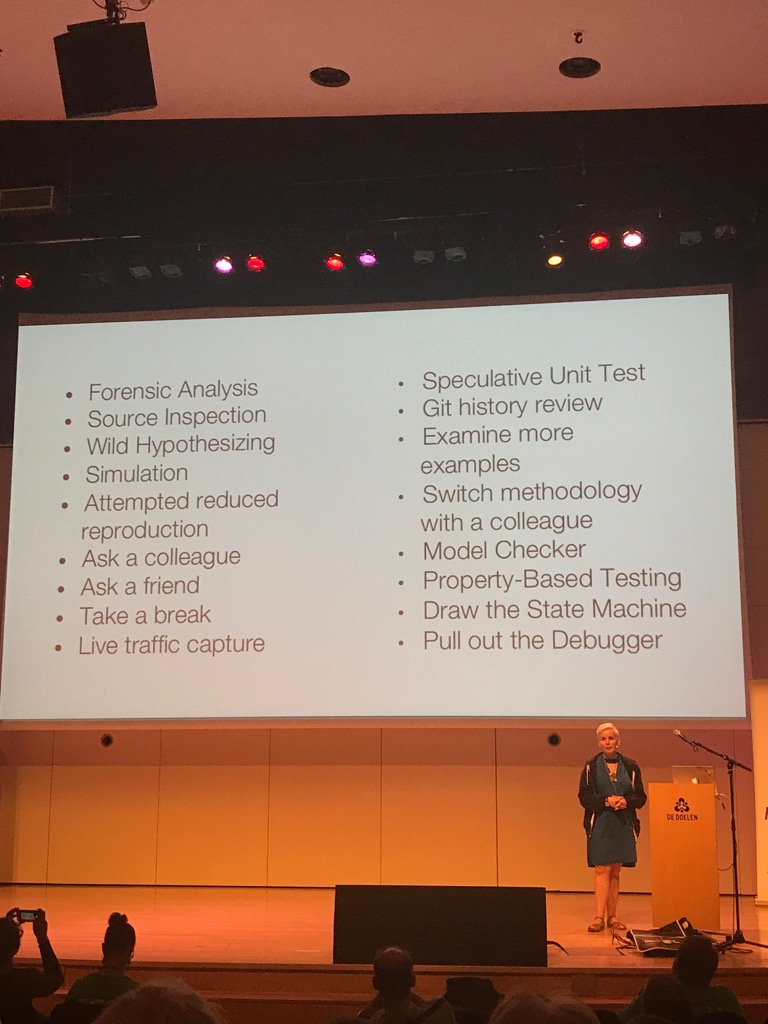 Forensic Analysis
Source Inspection
Wild Hypothesizing
Simulation
Attempted reduced
reproduction
Ask a colleague
Ask a friend
Take a break
Live traffic capture
Speculative Unit Test
Git history review
Examine more
examples
Switch methodology
with a colleague
Model Checker
Property-Based Testing
Draw the State Machine
Pull out the Debugger
DE DOELEN